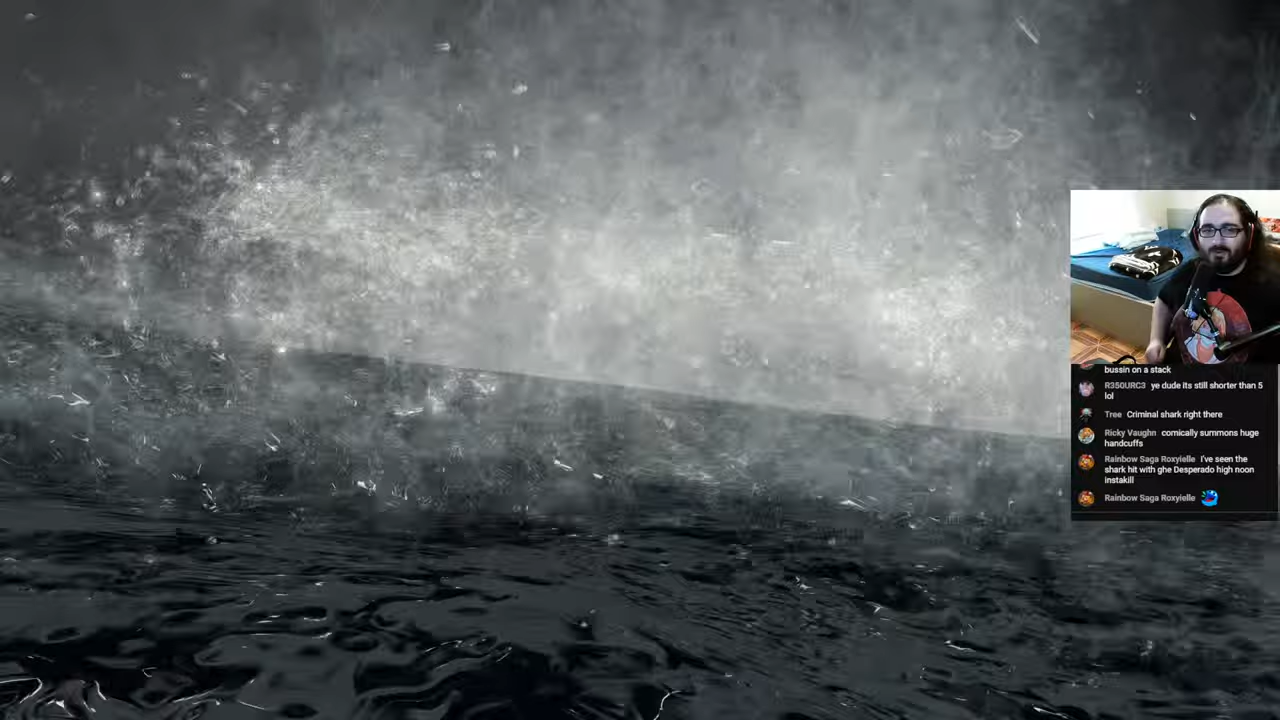 bussin on a stack
R350URC3 ye dude its still shorter than 5
lol
Tree Criminal shark right there
Ricky Vaughn comically summons huge
handcuffs
Rainbow Saga Roxyielle I've seen the
shark hit with ghe Desperado high noon
instakill
Rainbow Saga Roxyielle